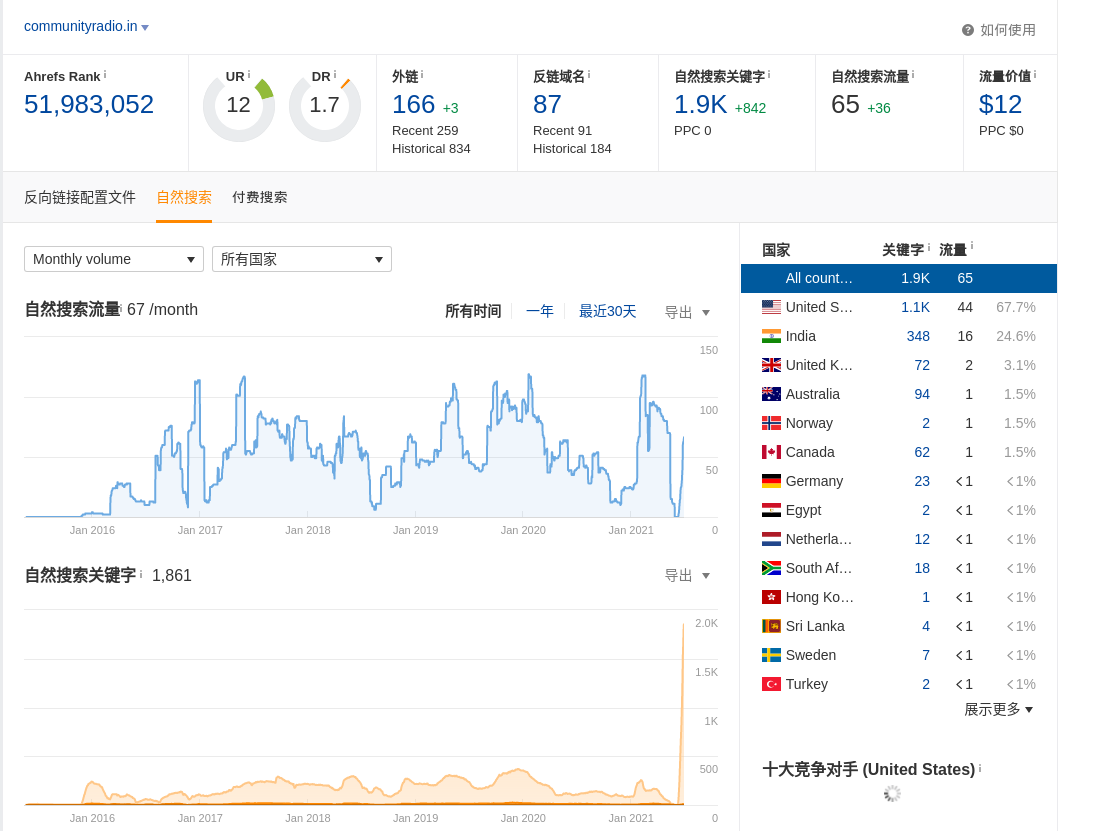 communityradio.in
如何使用
Ahrefs Rank
51,983,052
UR
12
DR
1.7
外链
166 +3
Recent 259
Historical 834
反链域名
87
Recent 91
Historical 184
自然搜索关键字
1.9K +842
PPC 0
自然搜索流量
65 +36
流量价值
$12
PPC $0
反向链接配置文件 自然搜索 付费搜索
Monthly volume 所有国家
自然搜索流量 67 /month 所有时间 一年 最近30天 导出
150
100
50
0
Jan 2016 Jan 2017 Jan 2018 Jan 2019 Jan 2020 Jan 2021
自然搜索关键字 1,861 导出
2.0K
1.5K
1K
500
0
Jan 2016 Jan 2017 Jan 2018 Jan 2019 Jan 2020 Jan 2021
国家 关键字 流量
All count... 1.9K 65
United S... 1.1K 44 67.7%
India 348 16 24.6%
United K... 72 2 3.1%
Australia 94 1 1.5%
Norway 2 1 1.5%
Canada 62 1 1.5%
Germany 23 <1 <1%
Egypt 2 <1 <1%
Netherla... 12 <1 <1%
South Af... 18 <1 <1%
Hong Ko... 1 <1 <1%
Sri Lanka 4 <1 <1%
Sweden 7 <1 <1%
Turkey 2 <1 <1%
展示更多
十大竞争对手 (United States)